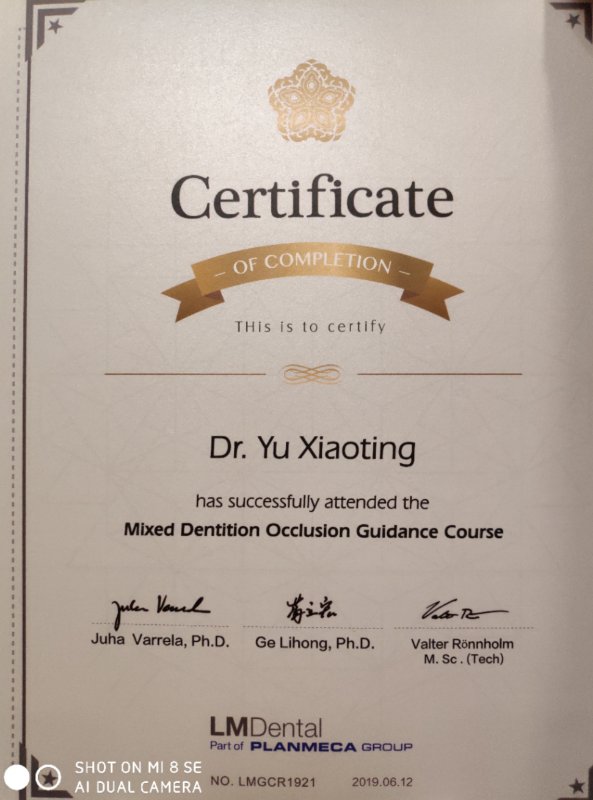 Certificate
– OF COMPLETION –
THis is to certify
Dr. Yu Xiaoting
has successfully attended the
Mixed Dentition Occlusion Guidance Course
Juha Varrela, Ph.D.
Ge Lihong, Ph.D.
Valter Rönnholm
M. Sc . (Tech)
LMDental
Part of PLANMECA GROUP
NO. LMGCR1921 2019.06.12
SHOT ON MI 8 SE
AI DUAL CAMERA